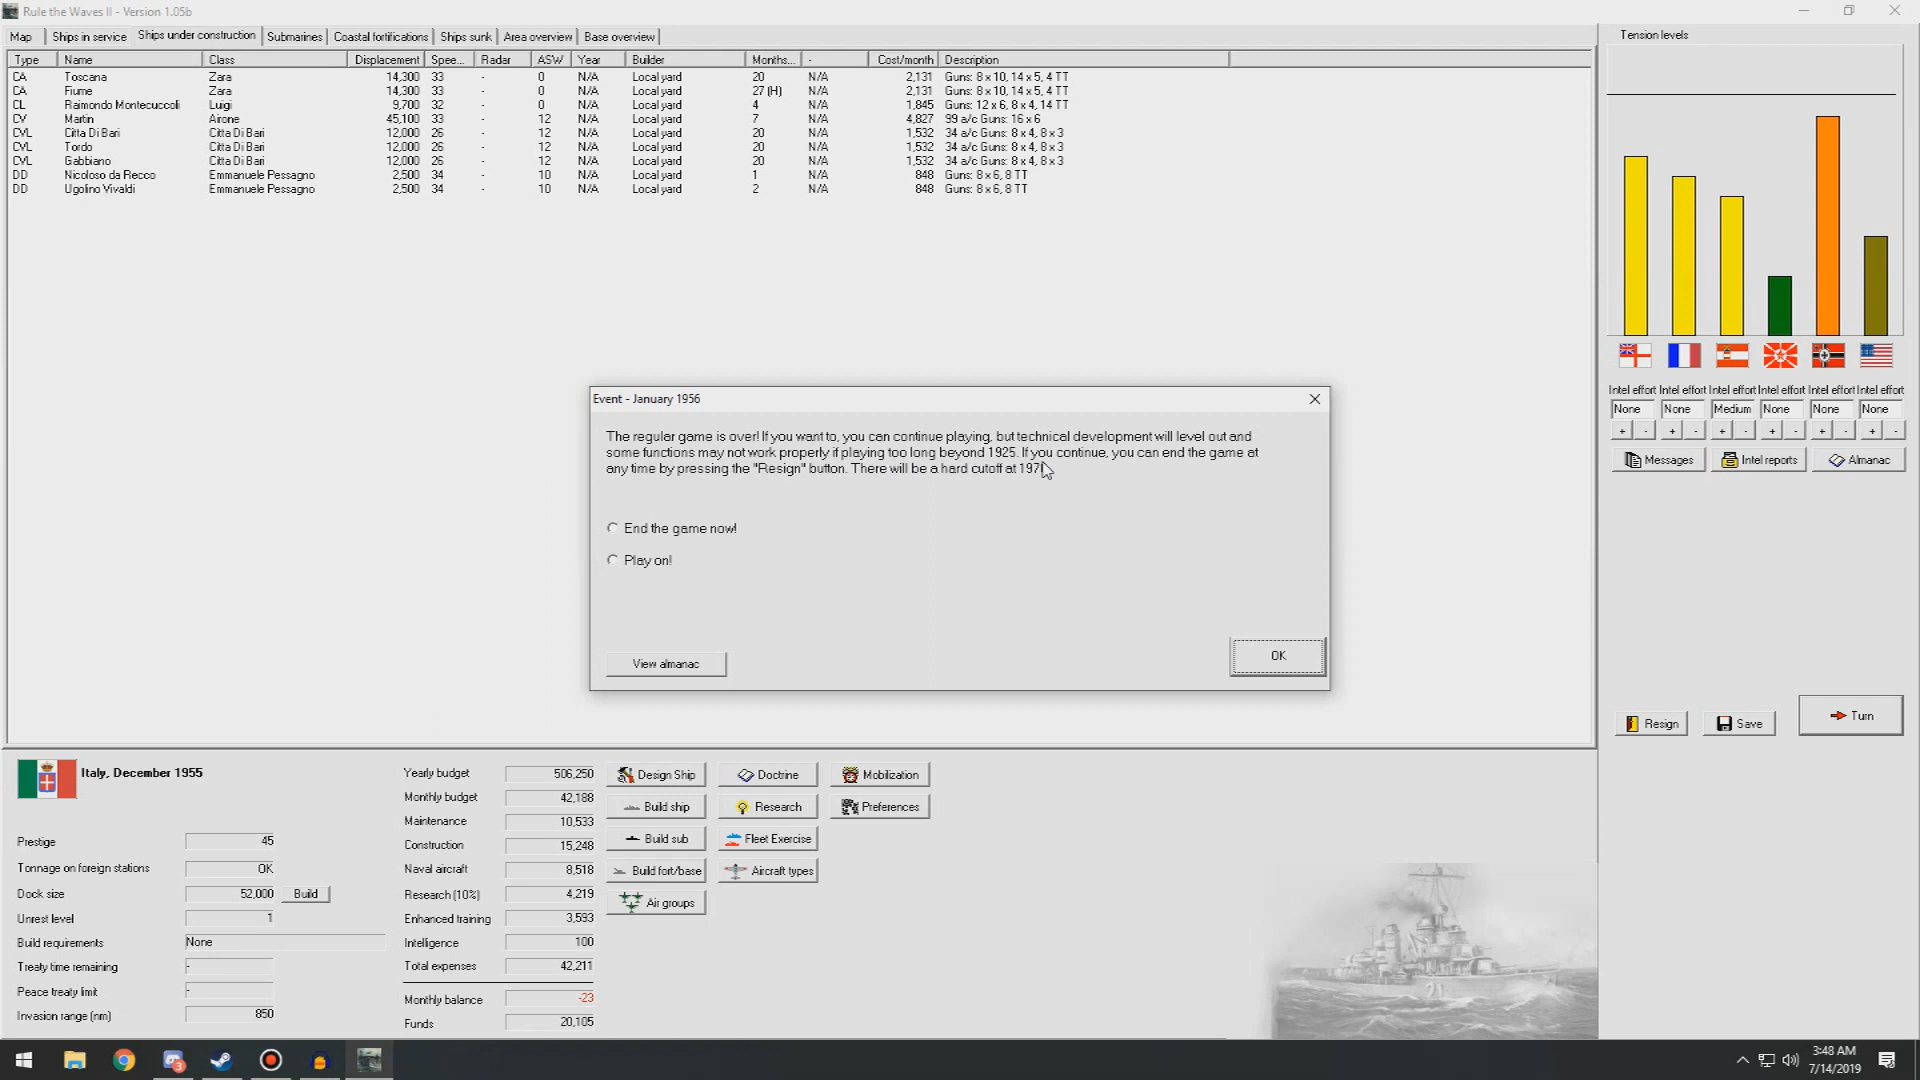 Rule the Waves II - Version 1.05b
Map Ships in service Ships under construction Submarines Coastal fortifications Ships sunk Area overview Base overview
Type Name Class Displacement Spee... Radar ASW Year Builder Months... - Cost/month Description
CA Toscana Zara 14,300 33 - 0 N/A Local yard 20 N/A 2,131 Guns: 8 x 10, 14 x 5, 4 TT
CA Fiume Zara 14,300 33 - 0 N/A Local yard 27 (H) N/A 2,131 Guns: 8 x 10, 14 x 5, 4 TT
CL Raimondo Montecuccoli Luigi 9,700 32 - 0 N/A Local yard 4 N/A 1,845 Guns: 12 x 6, 8 x 4, 14 TT
CV Martin Airone 45,100 33 - 12 N/A Local yard 7 N/A 4,827 99 a/c Guns: 16 x 6
CVL Citta Di Bari Citta Di Bari 12,000 26 - 12 N/A Local yard 20 N/A 1,532 34 a/c Guns: 8 x 4, 8 x 3
CVL Tordo Citta Di Bari 12,000 26 - 12 N/A Local yard 20 N/A 1,532 34 a/c Guns: 8 x 4, 8 x 3
CVL Gabbiano Citta Di Bari 12,000 26 - 12 N/A Local yard 20 N/A 1,532 34 a/c Guns: 8 x 4, 8 x 3
DD Nicoloso da Recco Emmanuele Pessagno 2,500 34 - 10 N/A Local yard 1 N/A 848 Guns: 8 x 6, 8 TT
DD Ugolino Vivaldi Emmanuele Pessagno 2,500 34 - 10 N/A Local yard 2 N/A 848 Guns: 8 x 6, 8 TT
Tension levels
Intel effort Intel effort Intel effort Intel effort Intel effort Intel effort
None None Medium None None None
+ - + - + - + - + - + -
Messages Intel reports Almanac
Resign Save Turn
Event - January 1956
The regular game is over! If you want to, you can continue playing, but technical development will level out and
some functions may not work properly if playing too long beyond 1925. If you continue, you can end the game at
any time by pressing the "Resign" button. There will be a hard cutoff at
End the game now!
Play on!
View almanac OK
Italy, December 1955
Prestige 45
Tonnage on foreign stations OK
Dock size 52,000 Build
Unrest level 1
Build requirements None
Treaty time remaining -
Peace treaty limit -
Invasion range (nm) 850
Yearly budget 506,250
Monthly budget 42,188
Maintenance 10,533
Construction 15,248
Naval aircraft 8,518
Research (10%) 4,219
Enhanced training 3,593
Intelligence 100
Total expenses 42,211
Monthly balance -23
Funds 20,105
Design Ship Doctrine Mobilization
Build ship Research Preferences
Build sub Fleet Exercise
Build fort/base Aircraft types
Air groups
3:48 AM
7/14/2019